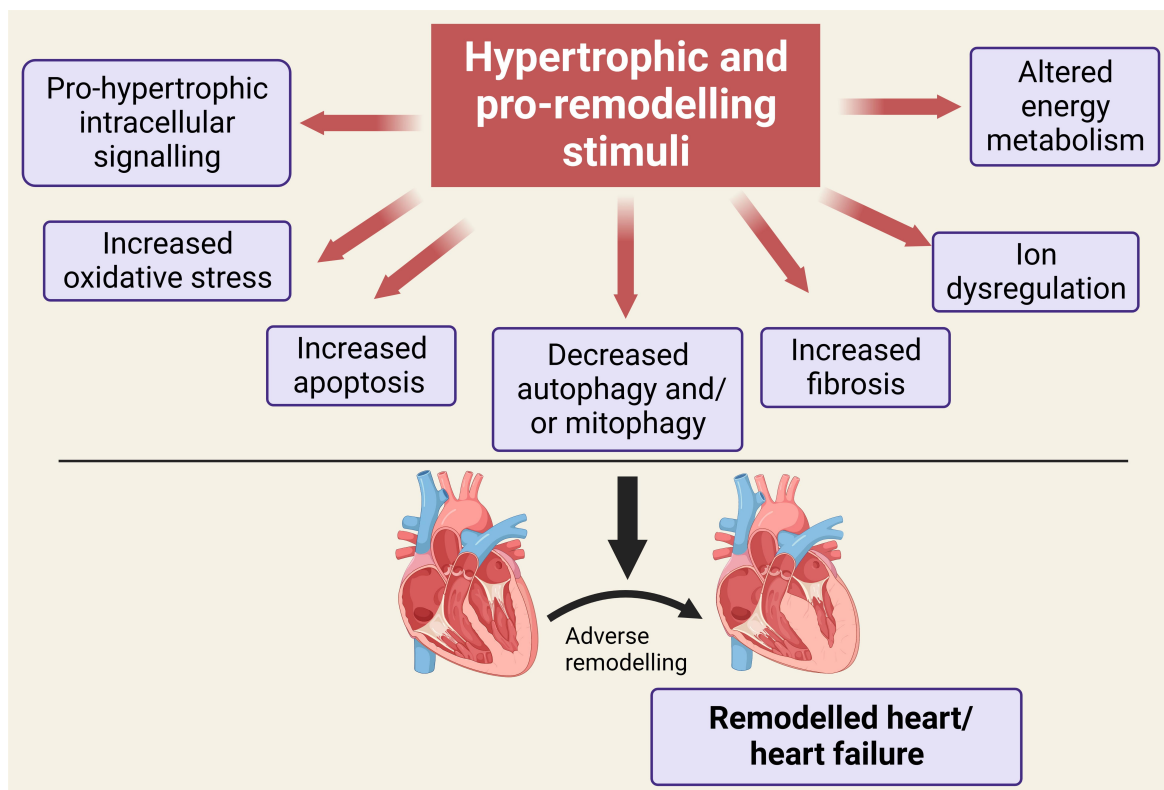 Hypertrophic and
pro-remodelling
stimuli
Pro-hypertrophic
intracellular
signalling
Altered
energy
metabolism
Increased
oxidative stress
Ion
dysregulation
Increased
apoptosis
Decreased
autophagy and/
or mitophagy
Increased
fibrosis
Adverse
remodelling
Remodelled heart/
heart failure